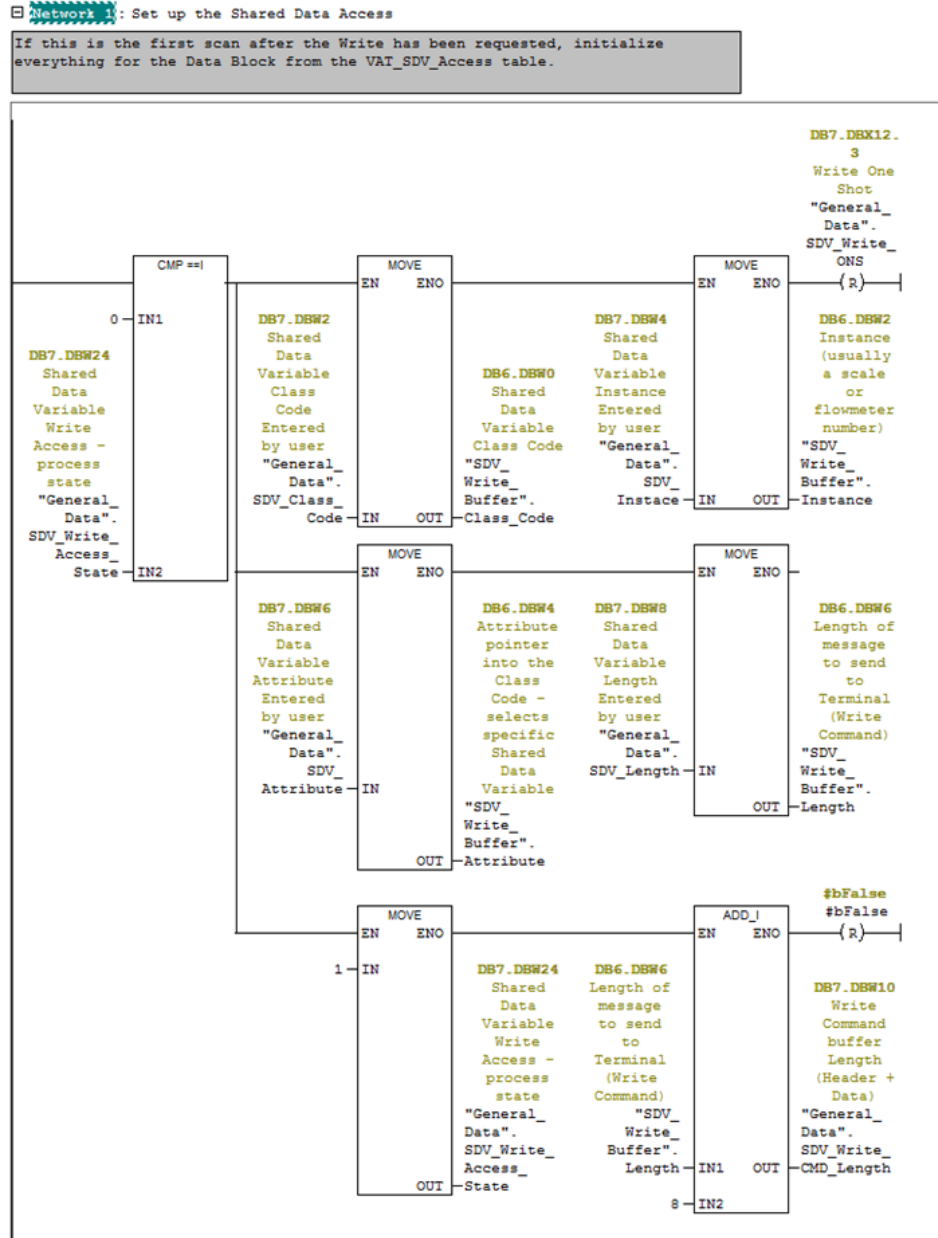 Network 1: Set up the Shared Data Access
If this is the first scan after the Write has been requested, initialize
everything for the Data Block from the VAT_SDV_Access table.
DB7.DBX12.
3
Write One
Shot
"General_
Data".
SDV_Write_
ONS
(R)
CMP ==I
0
IN1
DB7.DBW24
Shared
Data
Variable
Write
Access -
process
state
"General_
Data".
SDV_Write_
Access_
State
IN2
MOVE
EN ENO
DB7.DBW2
Shared
Data
Variable
Class
Code
Entered
by user
"General_
Data".
SDV_Class_
Code
IN OUT
DB6.DBW0
Shared
Data
Variable
Class Code
"SDV_
Write_
Buffer".
Class_Code
MOVE
EN ENO
DB7.DBW4
Shared
Data
Variable
Instance
Entered
by user
"General_
Data".
SDV_
Instace
IN OUT
DB6.DBW2
Instance
(usually
a scale
or
flowmeter
number)
"SDV_
Write_
Buffer".
Instance
MOVE
EN ENO
DB7.DBW6
Shared
Data
Variable
Attribute
Entered
by user
"General_
Data".
SDV_
Attribute
IN
OUT
DB6.DBW4
Attribute
pointer
into the
Class
Code -
selects
specific
Shared
Data
Variable
"SDV_
Write_
Buffer".
Attribute
MOVE
EN ENO
DB7.DBW8
Shared
Data
Variable
Length
Entered
by user
"General_
Data".
SDV_Length
IN
OUT
DB6.DBW6
Length of
message
to send
to
Terminal
(Write
Command)
"SDV_
Write_
Buffer".
Length
MOVE
EN ENO
1
IN
OUT
DB7.DBW24
Shared
Data
Variable
Write
Access -
process
state
"General_
Data".
SDV_Write_
Access_
State
ADD_I
EN ENO
#bFalse
#bFalse
(R)
DB6.DBW6
Length of
message
to send
to
Terminal
(Write
Command)
"SDV_
Write_
Buffer".
Length
IN1 OUT
8
IN2
DB7.DBW10
Write
Command
buffer
Length
(Header +
Data)
"General_
Data".
SDV_Write_
CMD_Length